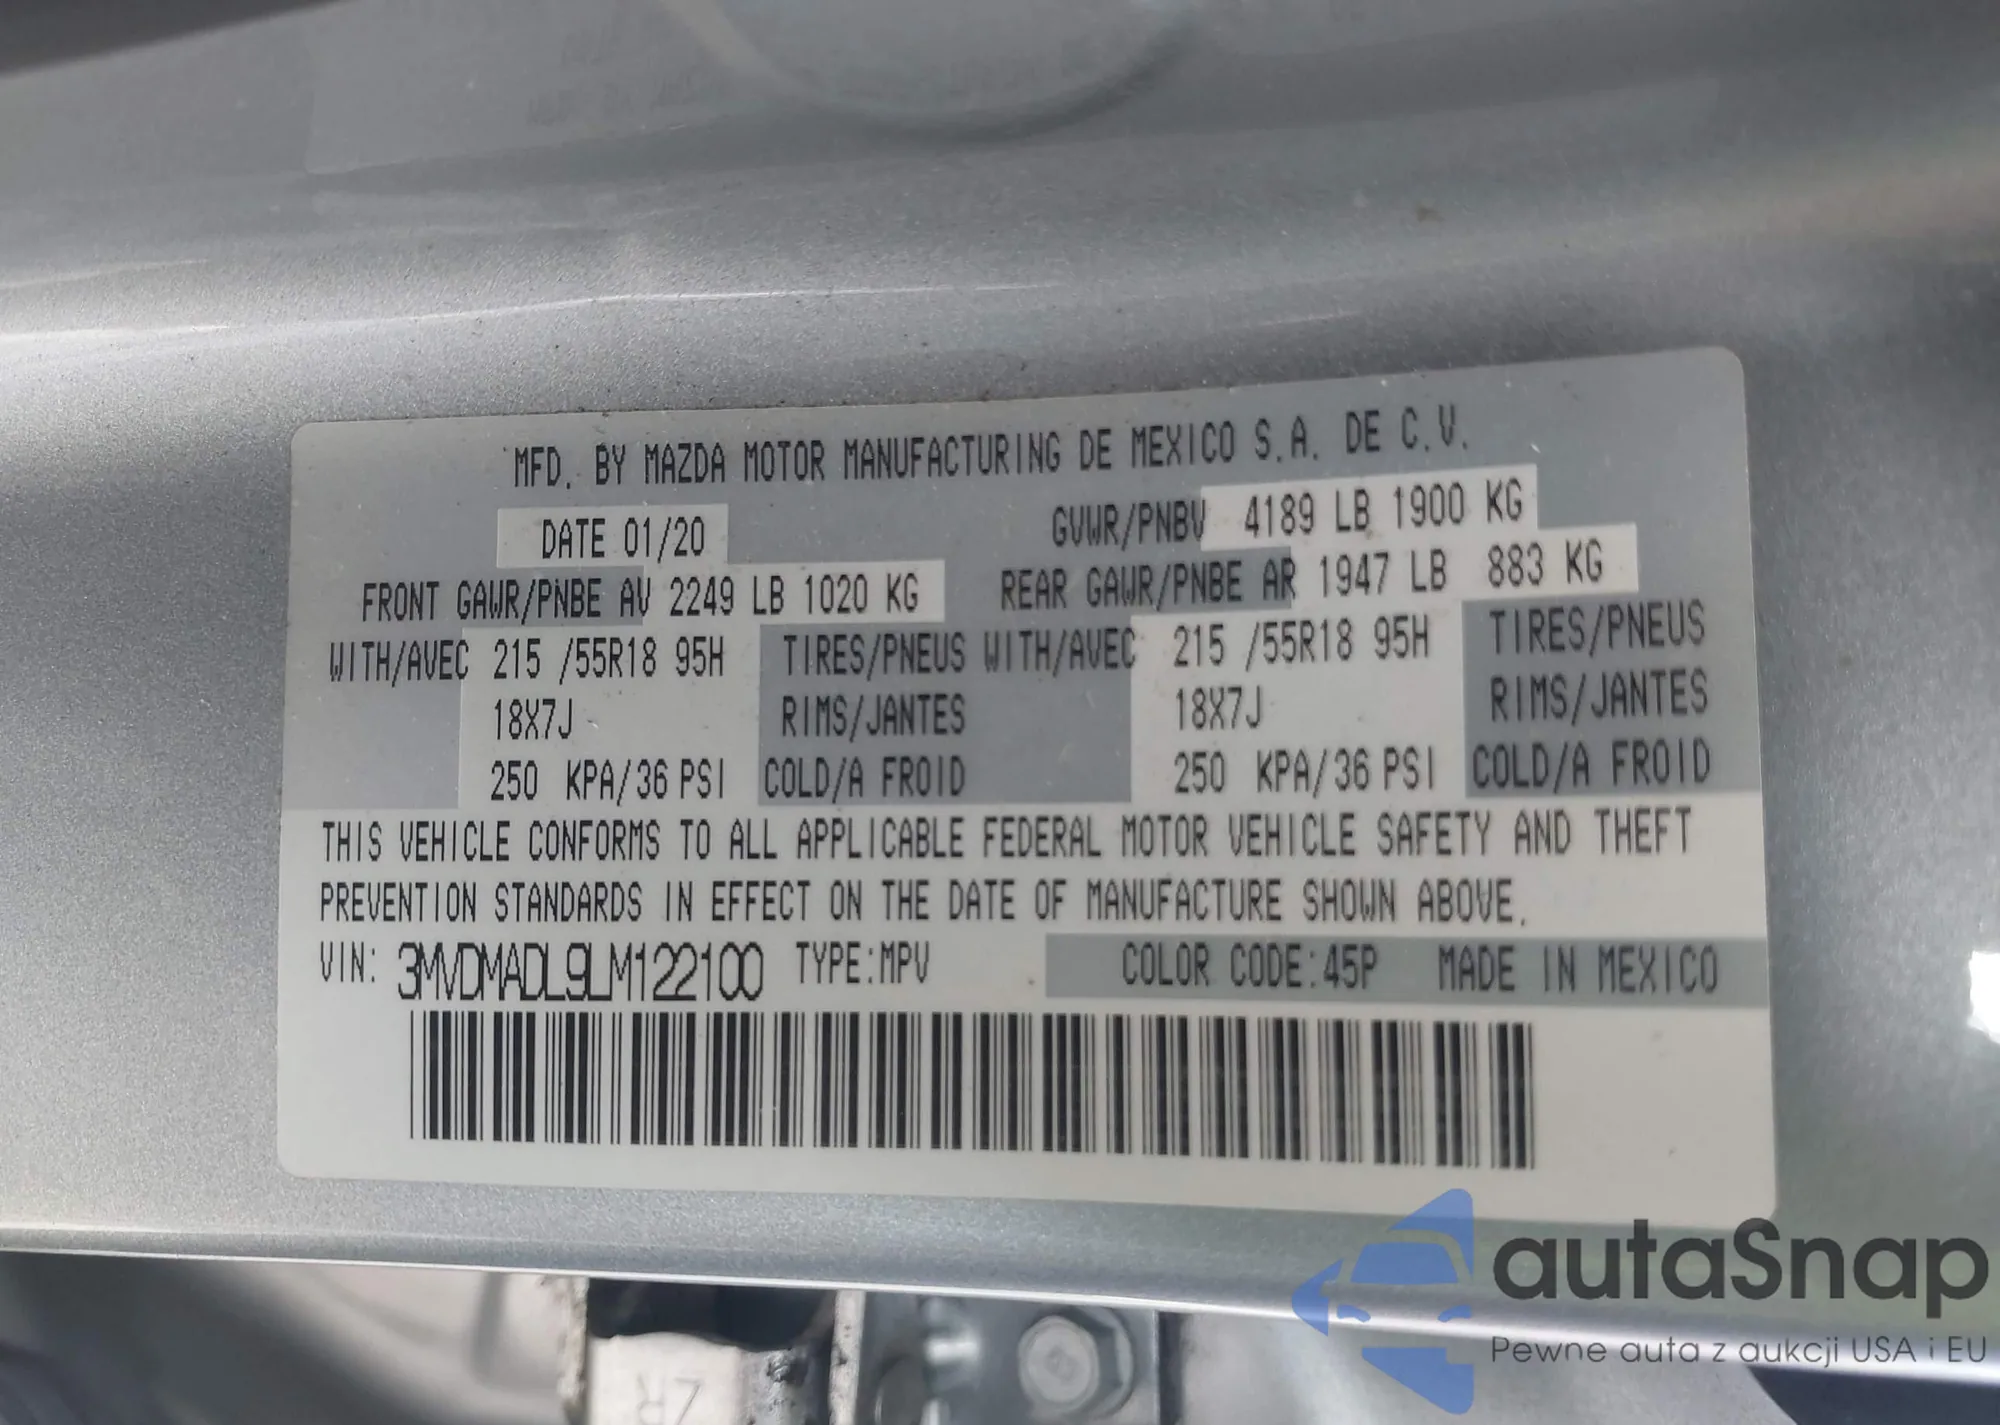 MFD. BY MAZDA MOTOR MANUFACTURING DE MEXICO S.A. DE C.V.
DATE 01/20 GVWR/PNBV 4189 LB 1900 KG
FRONT GAWR/PNBE AV 2249 LB 1020 KG REAR GAWR/PNBE AR 1947 LB 883 KG
WITH/AVEC 215 /55R18 95H TIRES/PNEUS WITH/AVEC 215 /55R18 95H TIRES/PNEUS
18X7J RIMS/JANTES 18X7J RIMS/JANTES
250 KPA/36 PSI COLD/A FROID 250 KPA/36 PSI COLD/A FROID
THIS VEHICLE CONFORMS TO ALL APPLICABLE FEDERAL MOTOR VEHICLE SAFETY AND THEFT
PREVENTION STANDARDS IN EFFECT ON THE DATE OF MANUFACTURE SHOWN ABOVE.
VIN: 3MVDMADL9LM122100 TYPE:MPV COLOR CODE:45P MADE IN MEXICO
autaSnap
Pewne auta z aukcji USA i EU